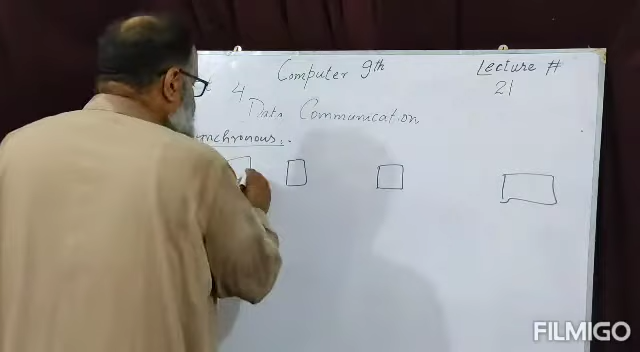 Computer 9th
Lecture #
21
4
Data Communication
nchronous:.
FILMIGO